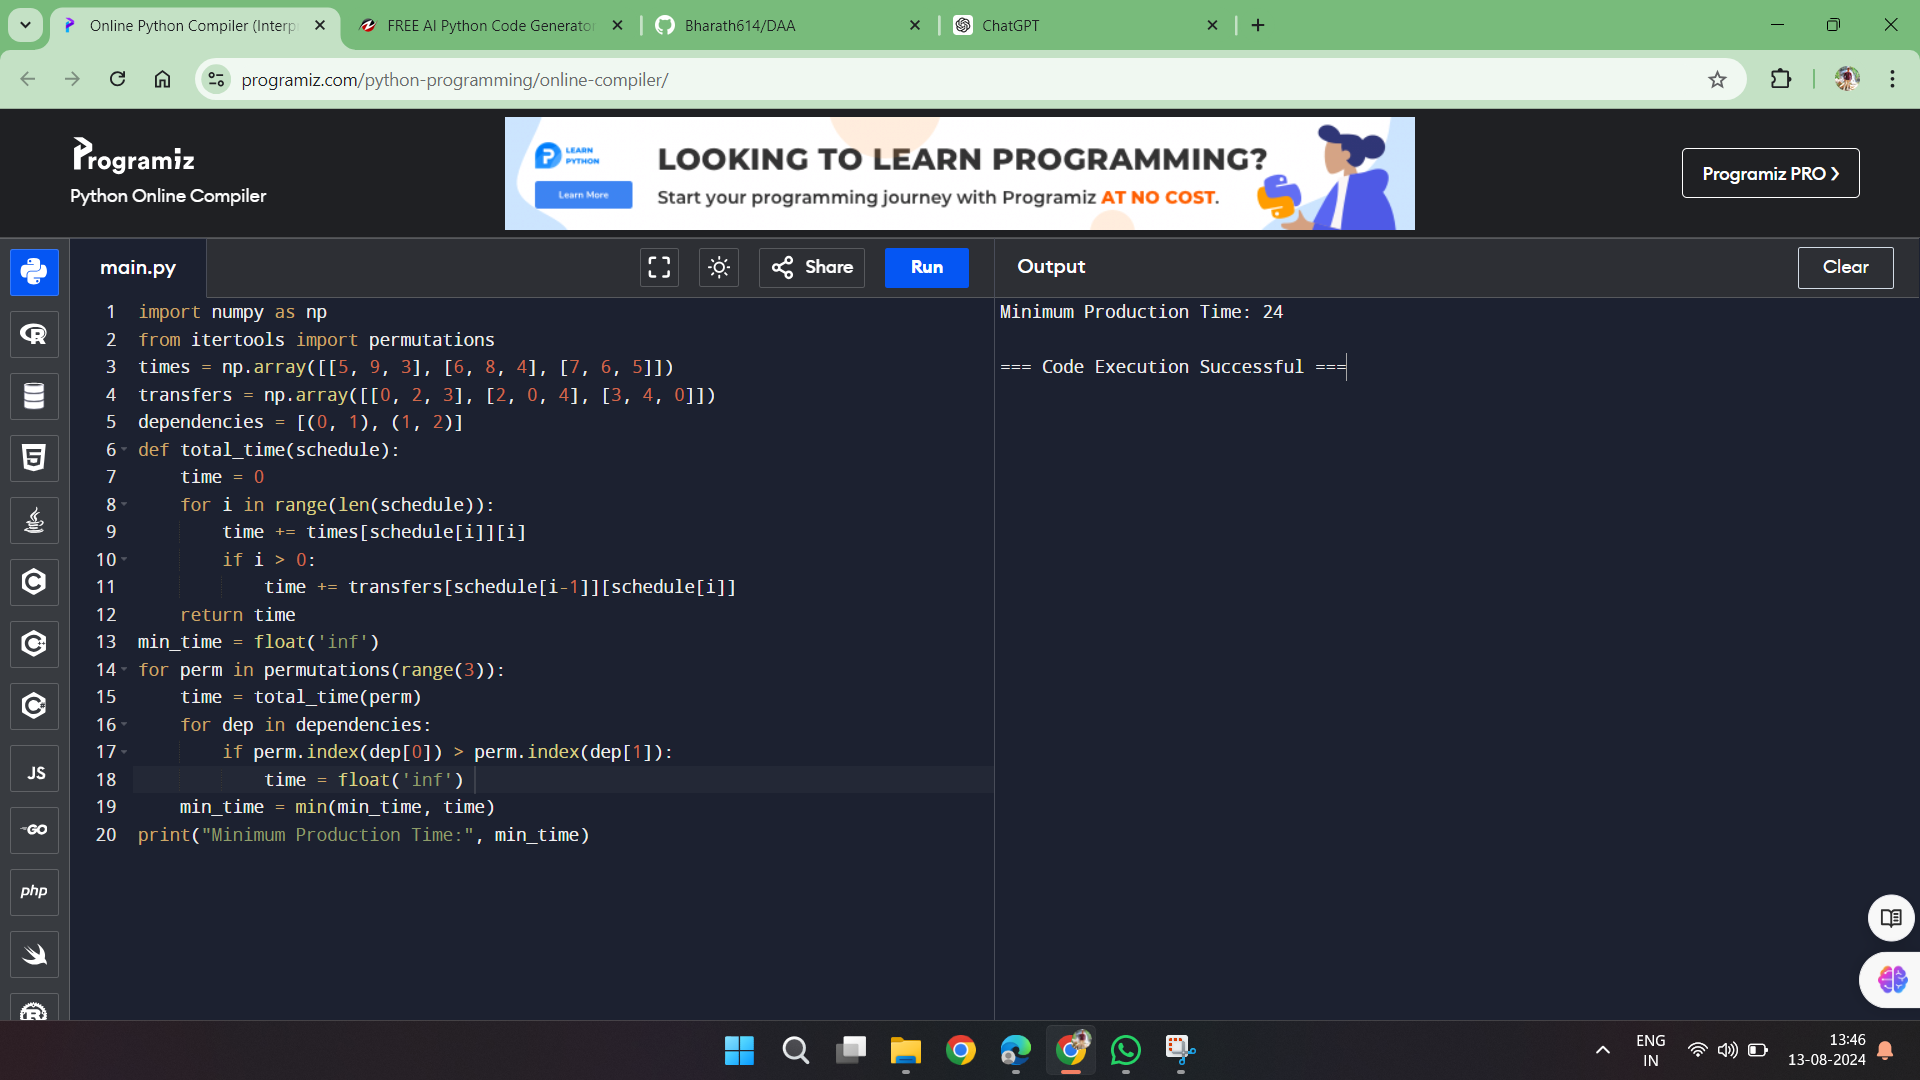 Online Python Compiler (Interp
FREE AI Python Code Generator
Bharath614/DAA
ChatGPT
programiz.com/python-programming/online-compiler/
Programiz
Python Online Compiler
LEARN
PYTHON
Learn More
LOOKING TO LEARN PROGRAMMING?
Start your programming journey with Programiz AT NO COST.
Programiz PRO
main.py
Share
Run
Output
Clear
1 import numpy as np
2 from itertools import permutations
3 times = np.array([[5, 9, 3], [6, 8, 4], [7, 6, 5]])
4 transfers = np.array([[0, 2, 3], [2, 0, 4], [3, 4, 0]])
5 dependencies = [(0, 1), (1, 2)]
6 def total_time(schedule):
7     time = 0
8     for i in range(len(schedule)):
9         time += times[schedule[i]][i]
10         if i > 0:
11             time += transfers[schedule[i-1]][schedule[i]]
12     return time
13 min_time = float('inf')
14 for perm in permutations(range(3)):
15     time = total_time(perm)
16     for dep in dependencies:
17         if perm.index(dep[0]) > perm.index(dep[1]):
18             time = float('inf')
19     min_time = min(min_time, time)
20 print("Minimum Production Time:", min_time)
Minimum Production Time: 24
=== Code Execution Successful ===
JS
GO
php
ENG
IN
13:46
13-08-2024